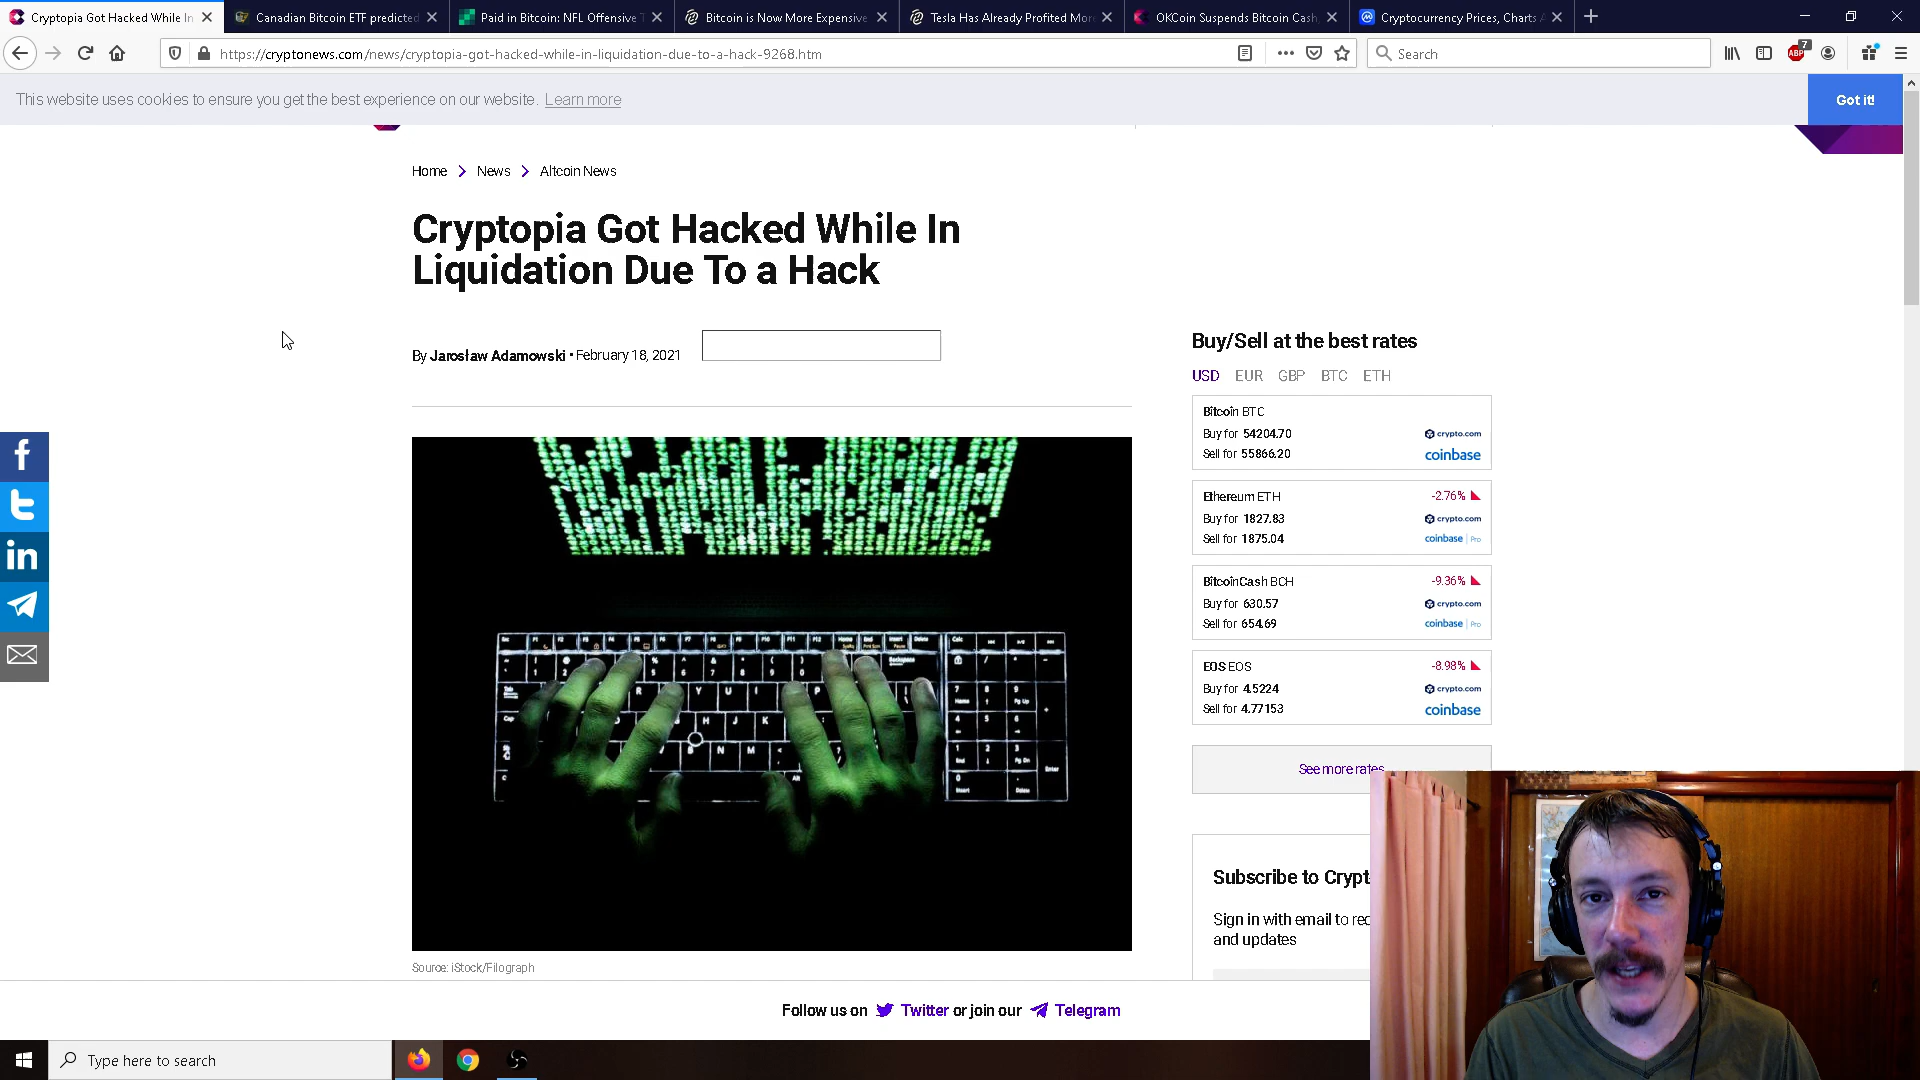 Cryptopia Got Hacked While In
Canadian Bitcoin ETF predicted
Paid in Bitcoin: NFL Offensive T
Bitcoin is Now More Expensive
Tesla Has Already Profited Mor
OKCoin Suspends Bitcoin Cash
Cryptocurrency Prices, Charts A
https://cryptonews.com/news/cryptopia-got-hacked-while-in-liquidation-due-to-a-hack-9268.htm
Search
ABP
7
This website uses cookies to ensure you get the best experience on our website. Learn more
Got it!
Home > News > Altcoin News
Cryptopia Got Hacked While In
Liquidation Due To a Hack
By Jarosław Adamowski • February 18, 2021
Buy/Sell at the best rates
USD EUR GBP BTC ETH
Bitcoin BTC
Buy for 54204.70 crypto.com
Sell for 55866.20 coinbase
Ethereum ETH -2.76%
Buy for 1827.83 crypto.com
Sell for 1875.04 coinbase | Pro
BitcoinCash BCH -9.36%
Buy for 630.57 crypto.com
Sell for 654.69 coinbase | Pro
EOS EOS -8.98%
Buy for 4.5224 crypto.com
Sell for 4.77153 coinbase
See more rates
Subscribe to Crypt
Sign in with email to rec
and updates
Source: iStock/Filograph
Follow us on Twitter or join our Telegram
Type here to search